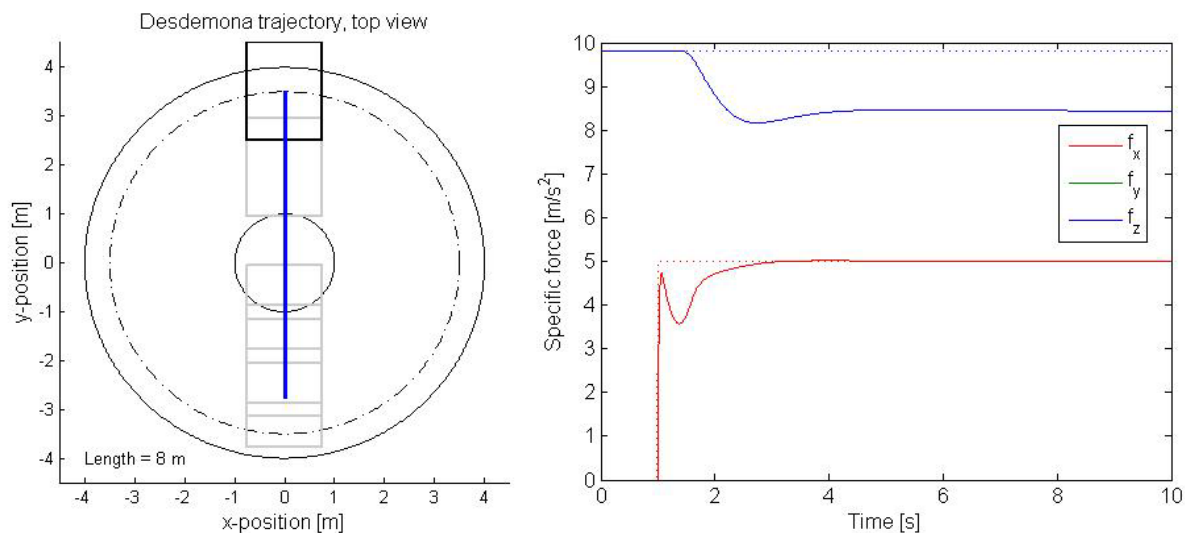 Desdemona trajectory, top view
y-position [m]
4
3
2
1
0
-1
-2
-3
-4
Length = 8 m
-4 -3 -2 -1 0 1 2 3 4
x-position [m]
Specific force [m/s²]
10
9
8
7
6
5
4
3
2
1
0
f_x
f_y
f_z
0 2 4 6 8 10
Time [s]